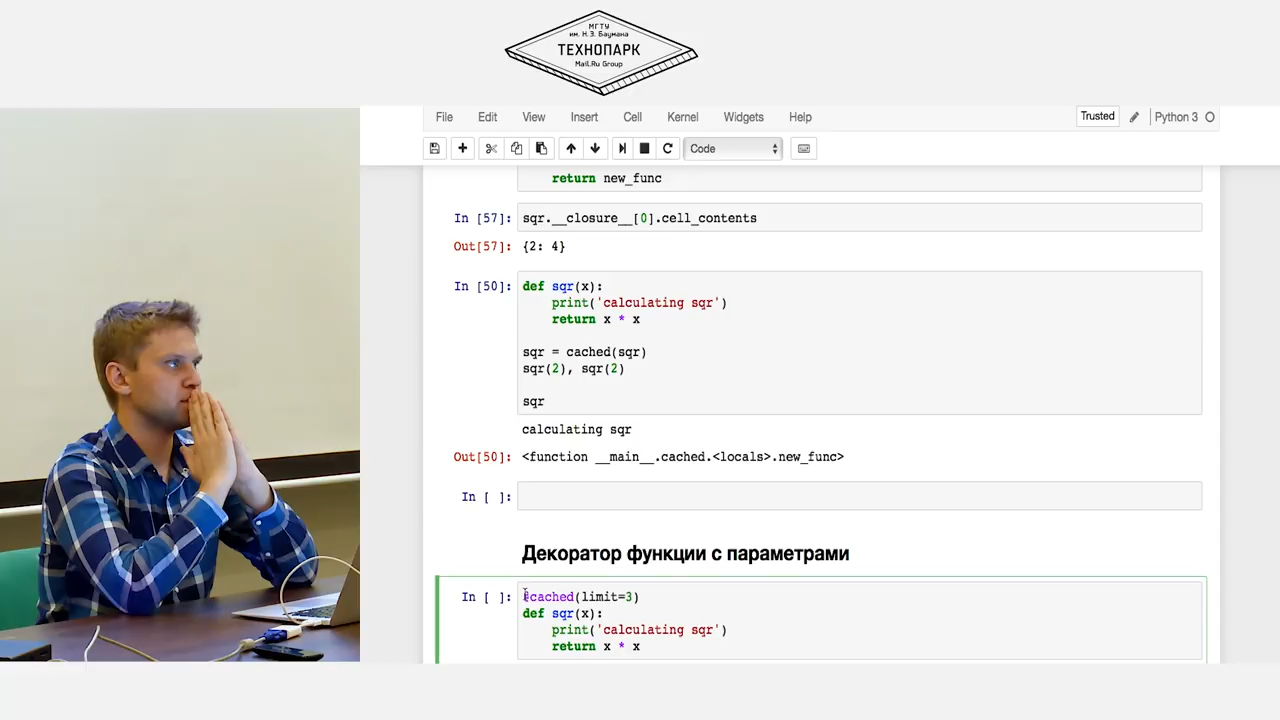 МГТУ
им. Н.Э. Баумана
ТЕХНОПАРК
Mail.Ru Group
File Edit View Insert Cell Kernel Widgets Help Trusted Python 3
Code
return new_func
In [57]: sqr.__closure__[0].cell_contents
Out[57]: {2: 4}
In [50]: def sqr(x):
print('calculating sqr')
return x * x
sqr = cached(sqr)
sqr(2), sqr(2)
sqr
calculating sqr
Out[50]: <function __main__.cached.<locals>.new_func>
In [ ]:
Декоратор функции с параметрами
In [ ]: @cached(limit=3)
def sqr(x):
print('calculating sqr')
return x * x